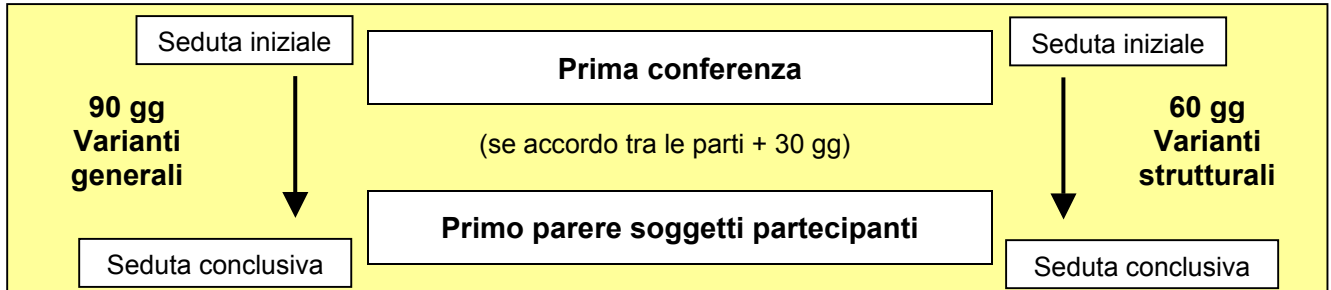 Seduta iniziale
Prima conferenza
Seduta iniziale
90 gg
Varianti
generali
(se accordo tra le parti + 30 gg)
60 gg
Varianti
strutturali
Primo parere soggetti partecipanti
Seduta conclusiva
Seduta conclusiva